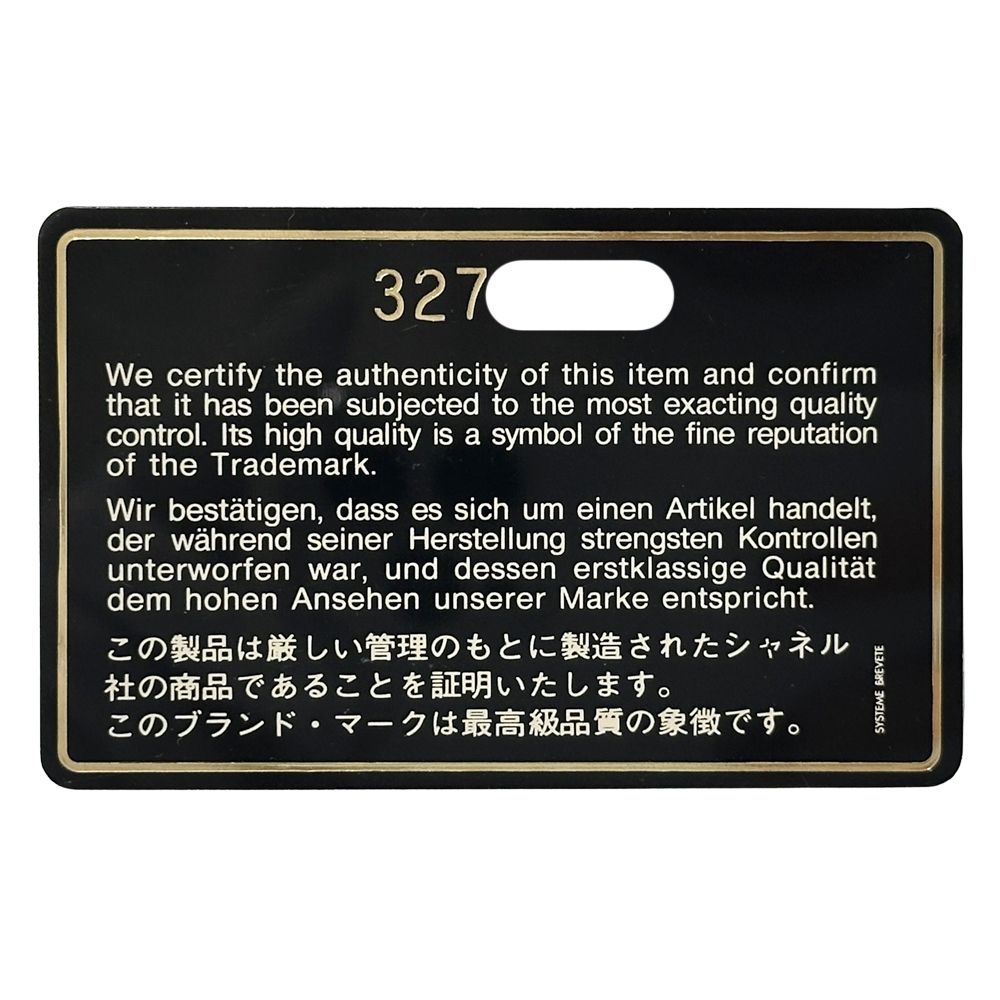 327
We certify the authenticity of this item and confirm
that it has been subjected to the most exacting quality
control. Its high quality is a symbol of the fine reputation
of the Trademark.
Wir bestätigen, dass es sich um einen Artikel handelt,
der während seiner Herstellung strengsten Kontrollen
unterworfen war, und dessen erstklassige Qualität
dem hohen Ansehen unserer Marke entspricht.
この製品は厳しい管理のもとに製造されたシャネル
社の商品であることを証明いたします。
このブランド・マークは最高級品質の象徴です。
SYSTEME BREVETE